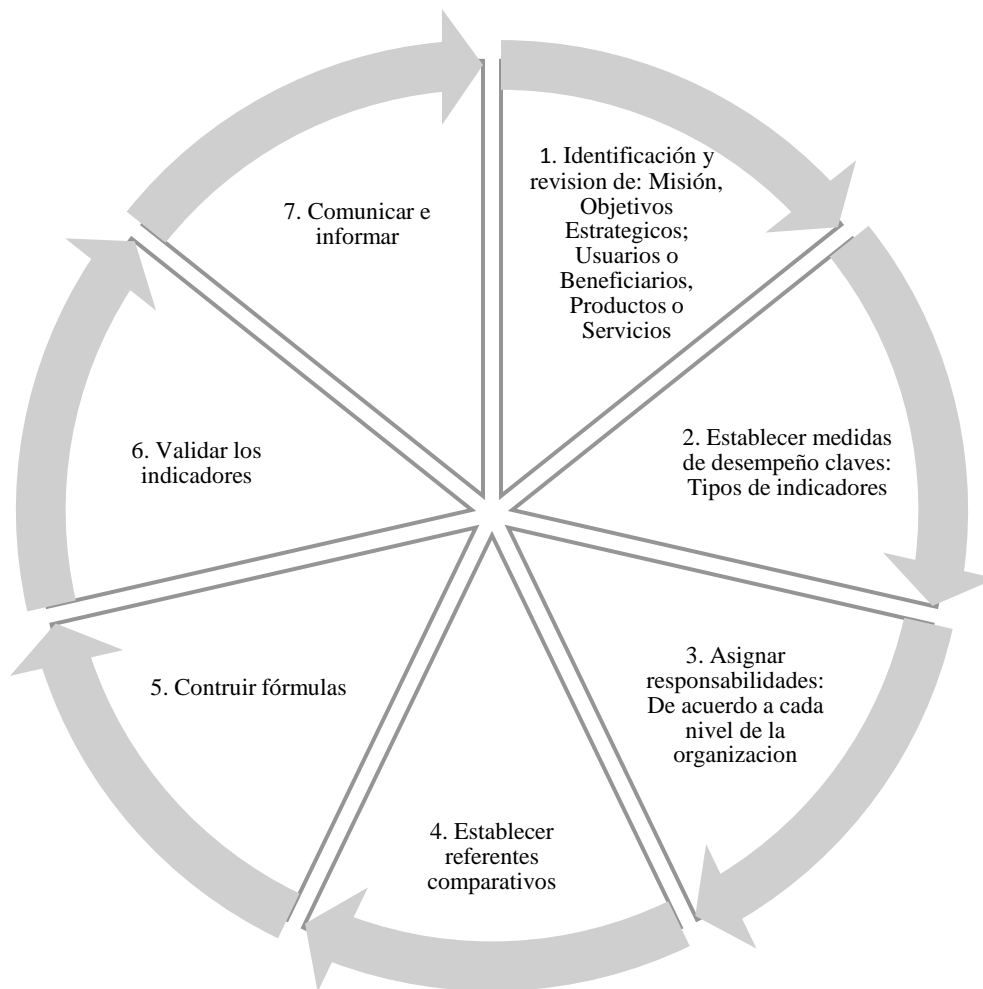 1. Identificación y
revision de: Misión,
Objetivos
Estrategicos;
Usuarios o
Beneficiarios,
Productos o
Servicios
2. Establecer medidas
de desempeño claves:
Tipos de indicadores
3. Asignar
responsabilidades:
De acuerdo a cada
nivel de la
organizacion
4. Establecer
referentes
comparativos
5. Contruir fórmulas
6. Validar los
indicadores
7. Comunicar e
informar